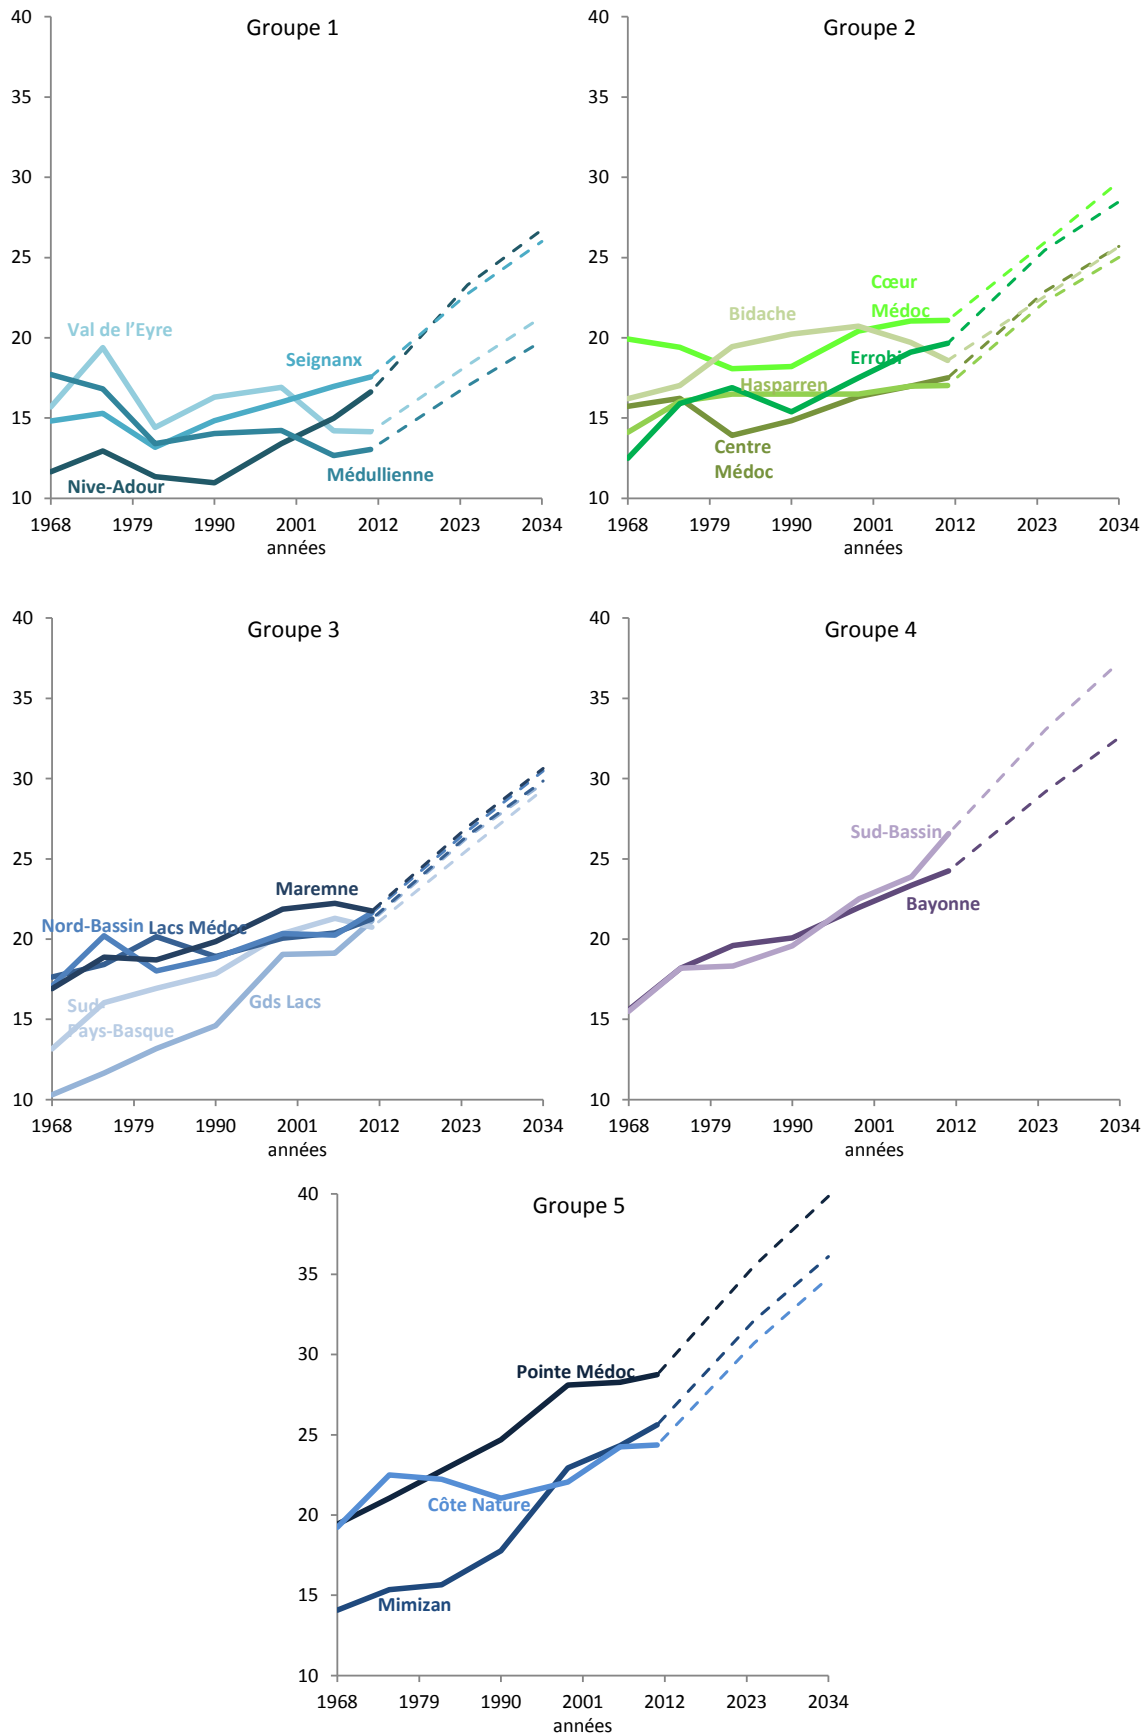 Groupe 1
40
35
30
25
20
15
10
Val de l'Eyre
Seignanx
Médullienne
Nive-Adour
1968 1979 1990 2001 2012 2023 2034
années
Groupe 2
40
35
30
25
20
15
10
Cœur
Médoc
Bidache
Errobi
Hasparren
Centre
Médoc
1968 1979 1990 2001 2012 2023 2034
années
Groupe 3
40
35
30
25
20
15
10
Maremne
Nord-Bassin
Lacs Médoc
Sud
Pays-Basque
Gds Lacs
1968 1979 1990 2001 2012 2023 2034
années
Groupe 4
40
35
30
25
20
15
10
Sud-Bassin
Bayonne
1968 1979 1990 2001 2012 2023 2034
années
Groupe 5
40
35
30
25
20
15
10
Pointe Médoc
Côte Nature
Mimizan
1968 1979 1990 2001 2012 2023 2034
années